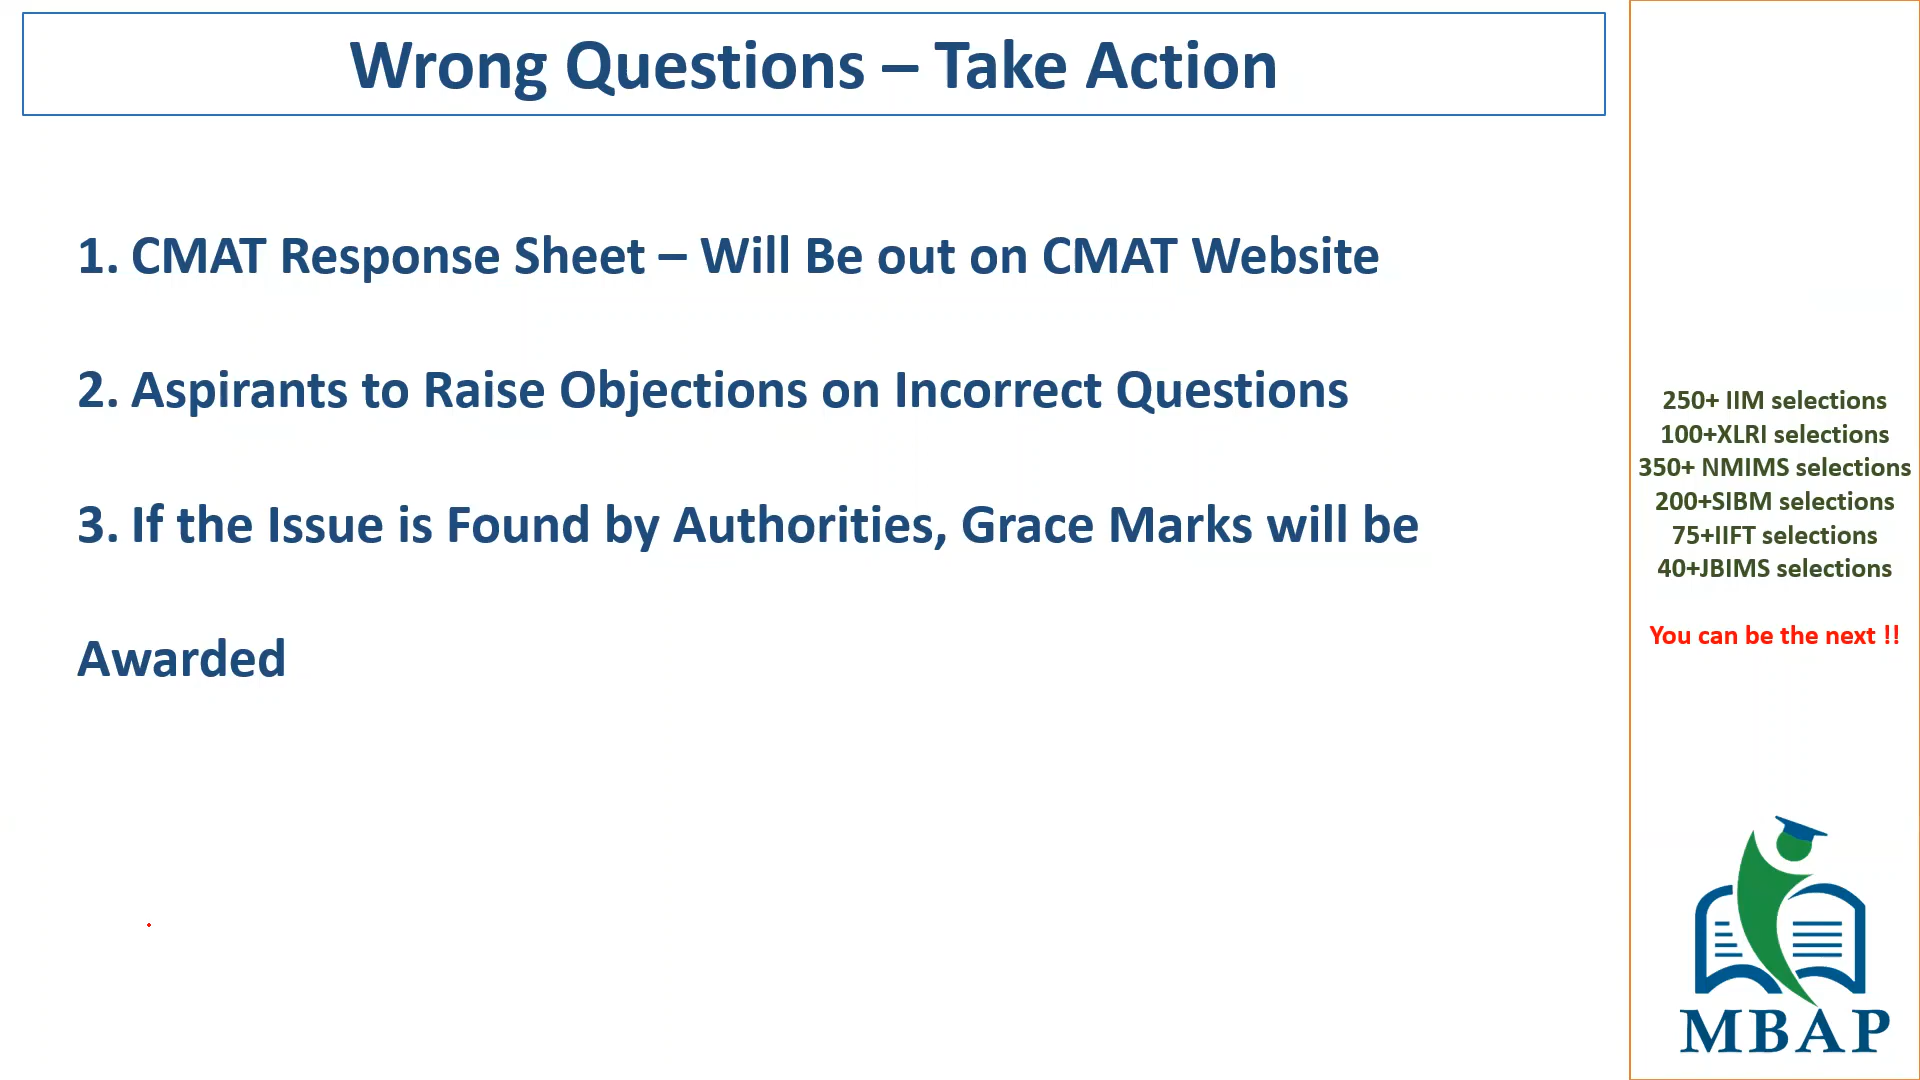 Wrong Questions – Take Action
1. CMAT Response Sheet – Will Be out on CMAT Website
2. Aspirants to Raise Objections on Incorrect Questions
3. If the Issue is Found by Authorities, Grace Marks will be
Awarded
250+ IIM selections
100+XLRI selections
350+ NMIMS selections
200+SIBM selections
75+IIFT selections
40+JBIMS selections
You can be the next !!
MBAP